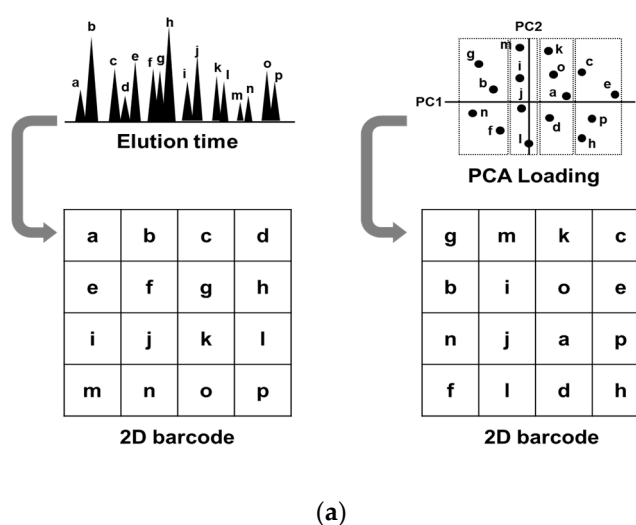 a b c d e f g h i j k l m n o p
Elution time
a b c d
e f g h
i j k l
m n o p
2D barcode
PC2
PC1
m k g i o c b a e j n d p f l h
PCA Loading
g m k c
b i o e
n j a p
f l d h
2D barcode
(a)